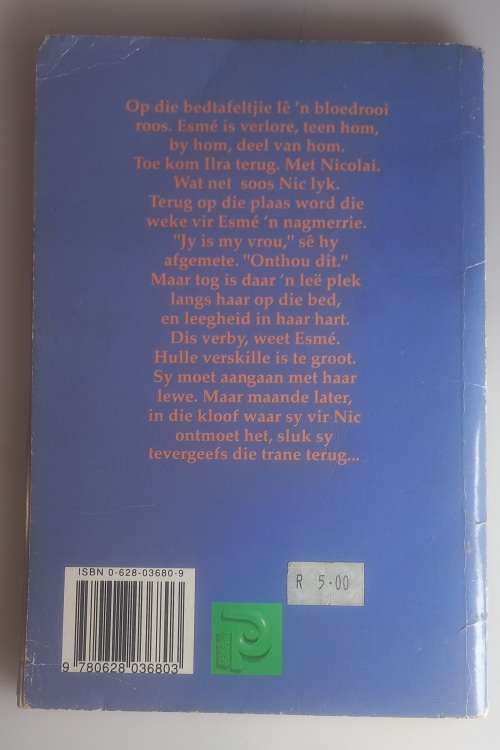 Op die bedtafeltjie lê 'n bloedrooi
roos. Esmé is verlore, teen hom,
by hom, deel van hom.
Toe kom Ilra terug. Met Nicolai.
Wat net soos Nic lyk.
Terug op die plaas word die
weke vir Esmé 'n nagmerrie.
"Jy is my vrou," sê hy
afgemete. "Onthou dit."
Maar tog is daar 'n leë plek
langs haar op die bed,
en leegheid in haar hart.
Dis verby, weet Esmé.
Hulle verskille is te groot.
Sy moet aangaan met haar
lewe. Maar maande later,
in die kloof waar sy vir Nic
ontmoet het, sluk sy
tevergeefs die trane terug...
ISBN 0-628-03680-9
R 5.00
9 780628 036803